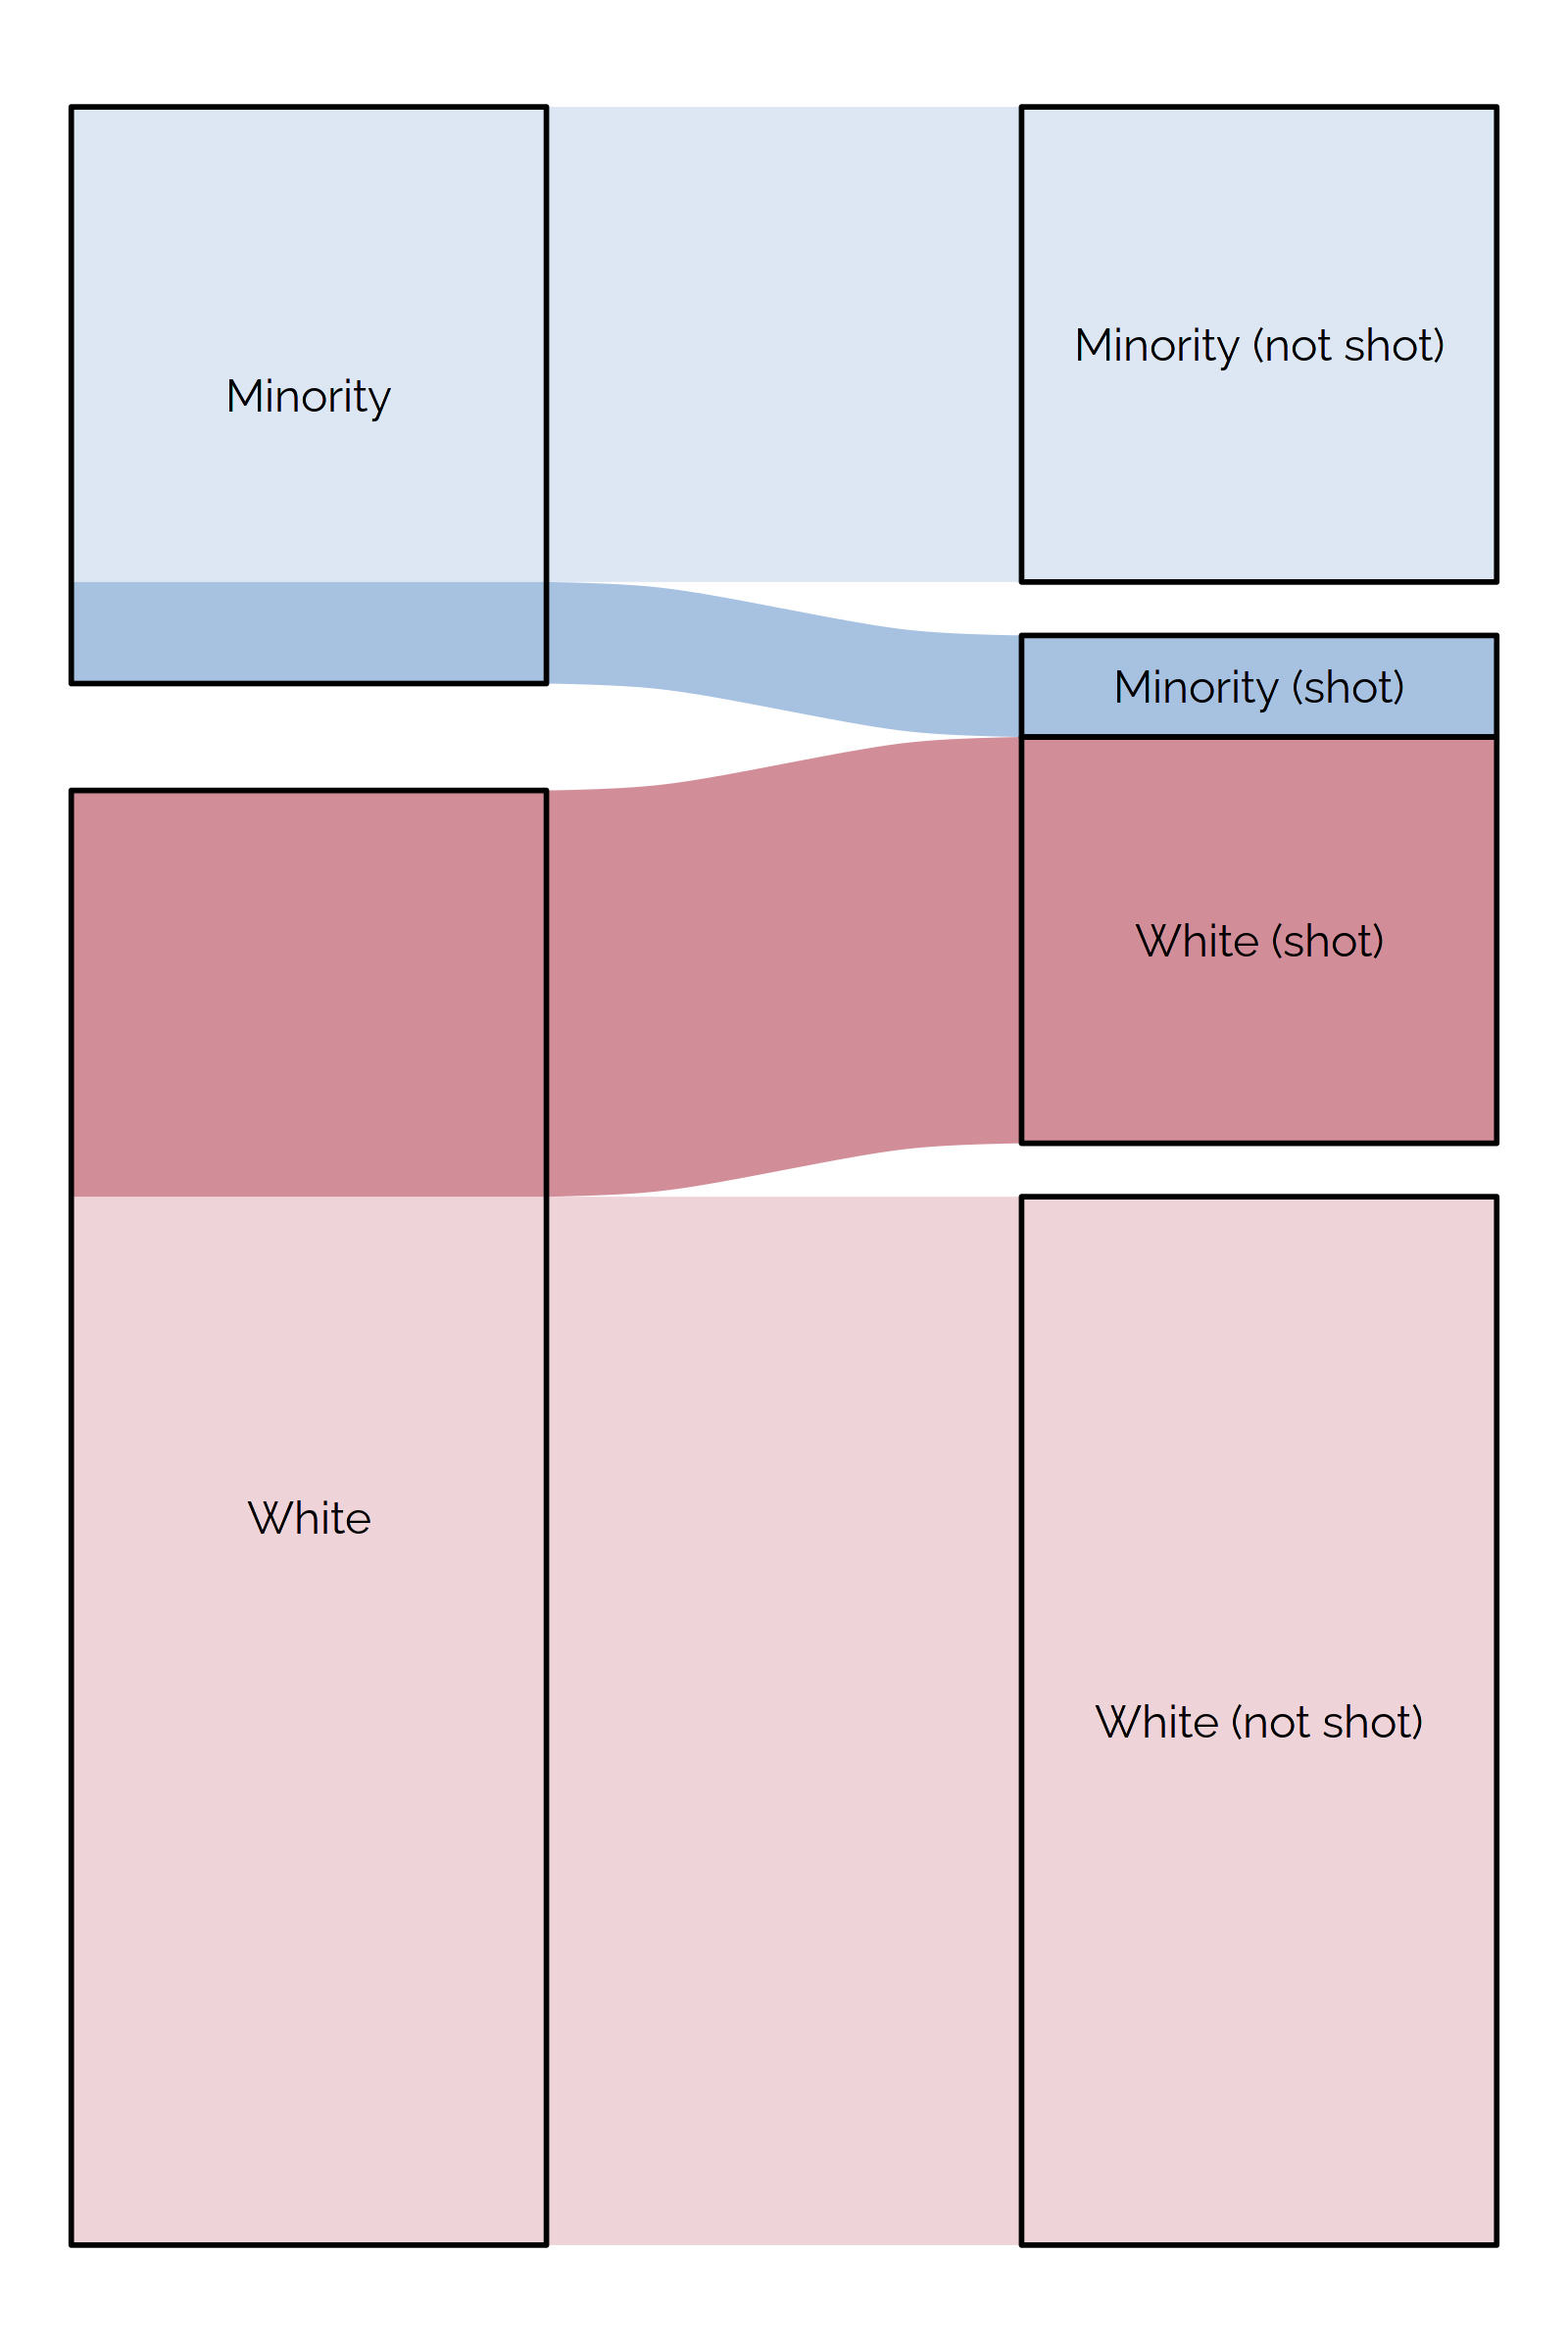 Minority
Minority (not shot)
Minority (shot)
White (shot)
White
White (not shot)